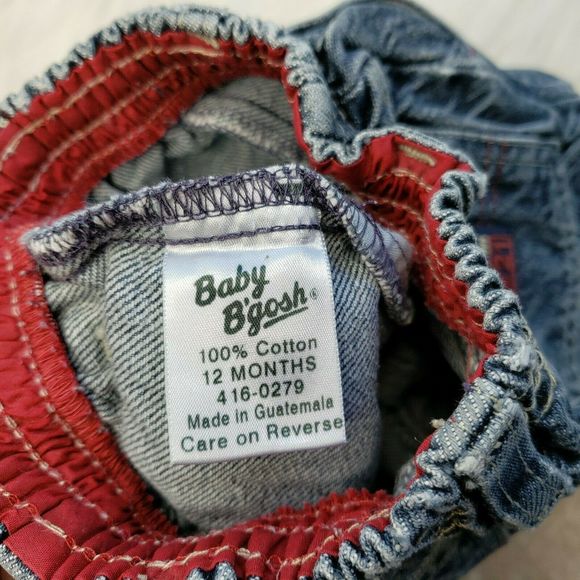 Baby
B'gosh®
100% Cotton
12 MONTHS
416-0279
Made in Guatemala
Care on Reverse